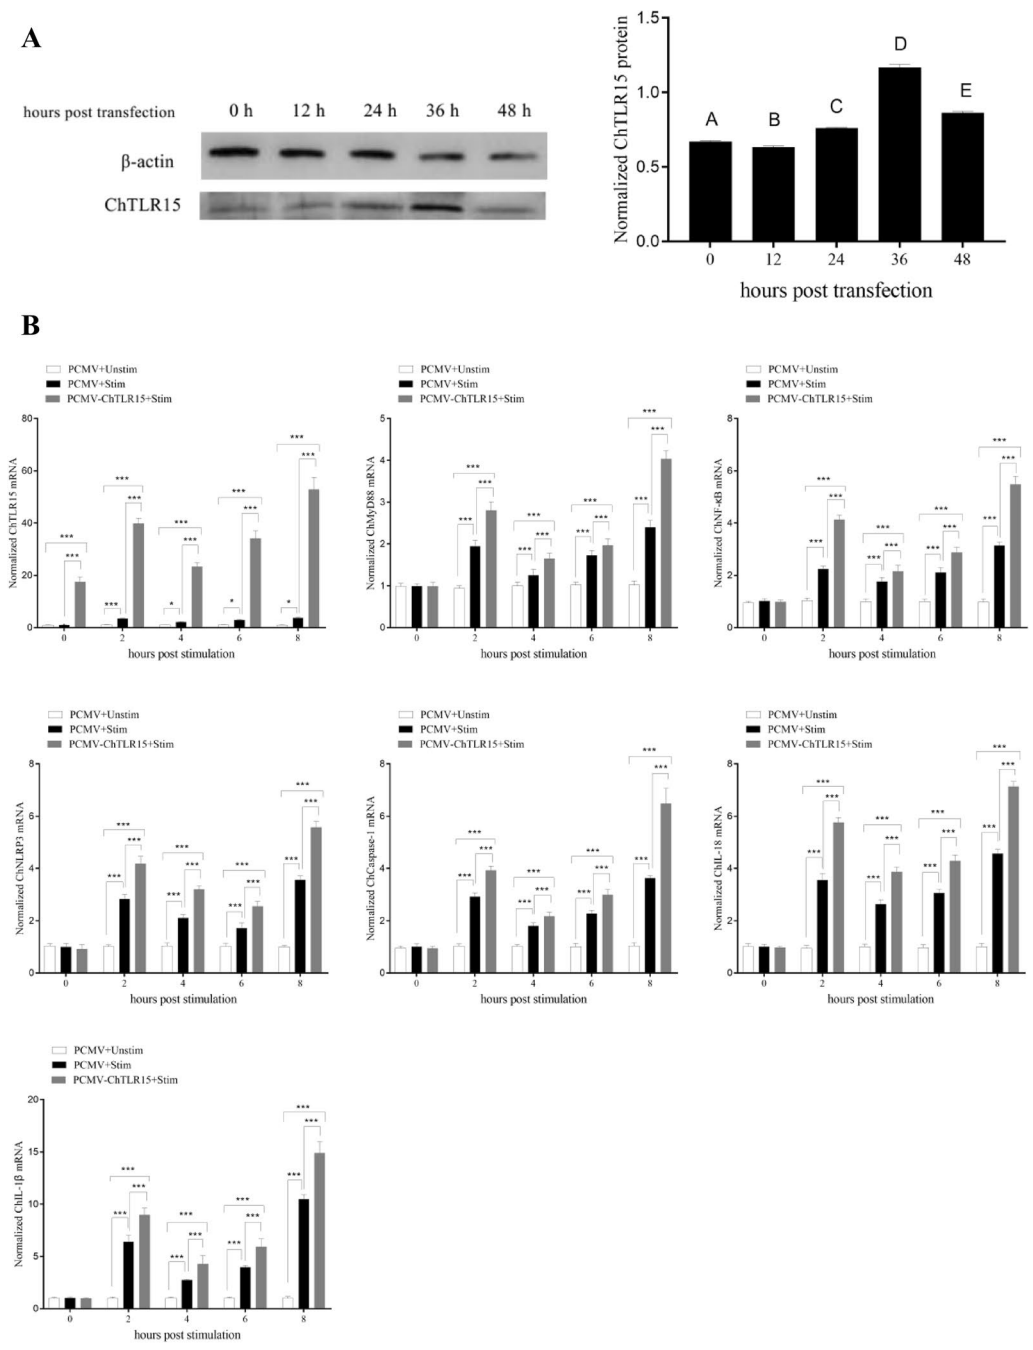 A
hours post transfection 0 h 12 h 24 h 36 h 48 h
β-actin
ChTLR15
Normalized ChTLR15 protein
1.5
1.0
0.5
0.0
A B C D E
0 12 24 36 48
hours post transfection
B
PCMV+Unstim
PCMV+Stim
PCMV-ChTLR15+Stim
Normalized ChTLR15 mRNA
80
60
40
20
0
*** *** *** *** *** * *** *** * *** *** * *** ***
0 2 4 6 8
hours post stimulation
PCMV+Unstim
PCMV+Stim
PCMV-ChTLR15+Stim
Normalized ChMyD88 mRNA
5
4
3
2
1
0
*** *** *** *** *** *** *** *** *** *** *** ***
0 2 4 6 8
hours post stimulation
PCMV+Unstim
PCMV+Stim
PCMV-ChTLR15+Stim
Normalized ChNF-κB mRNA
8
6
4
2
0
*** *** *** *** *** *** *** *** *** *** *** ***
0 2 4 6 8
hours post stimulation
PCMV+Unstim
PCMV+Stim
PCMV-ChTLR15+Stim
Normalized ChNLRP3 mRNA
8
6
4
2
0
*** *** *** *** *** *** *** *** *** *** *** ***
0 2 4 6 8
hours post stimulation
PCMV+Unstim
PCMV+Stim
PCMV-ChTLR15+Stim
Normalized ChCaspase-1 mRNA
8
6
4
2
0
*** *** *** *** *** *** *** *** *** *** *** ***
0 2 4 6 8
hours post stimulation
PCMV+Unstim
PCMV+Stim
PCMV-ChTLR15+Stim
Normalized ChIL-18 mRNA
8
6
4
2
0
*** *** *** *** *** *** *** *** *** *** *** ***
0 2 4 6 8
hours post stimulation
PCMV+Unstim
PCMV+Stim
PCMV-ChTLR15+Stim
Normalized ChIL-1β mRNA
20
15
10
5
0
*** *** *** *** *** *** *** *** *** *** *** ***
0 2 4 6 8
hours post stimulation